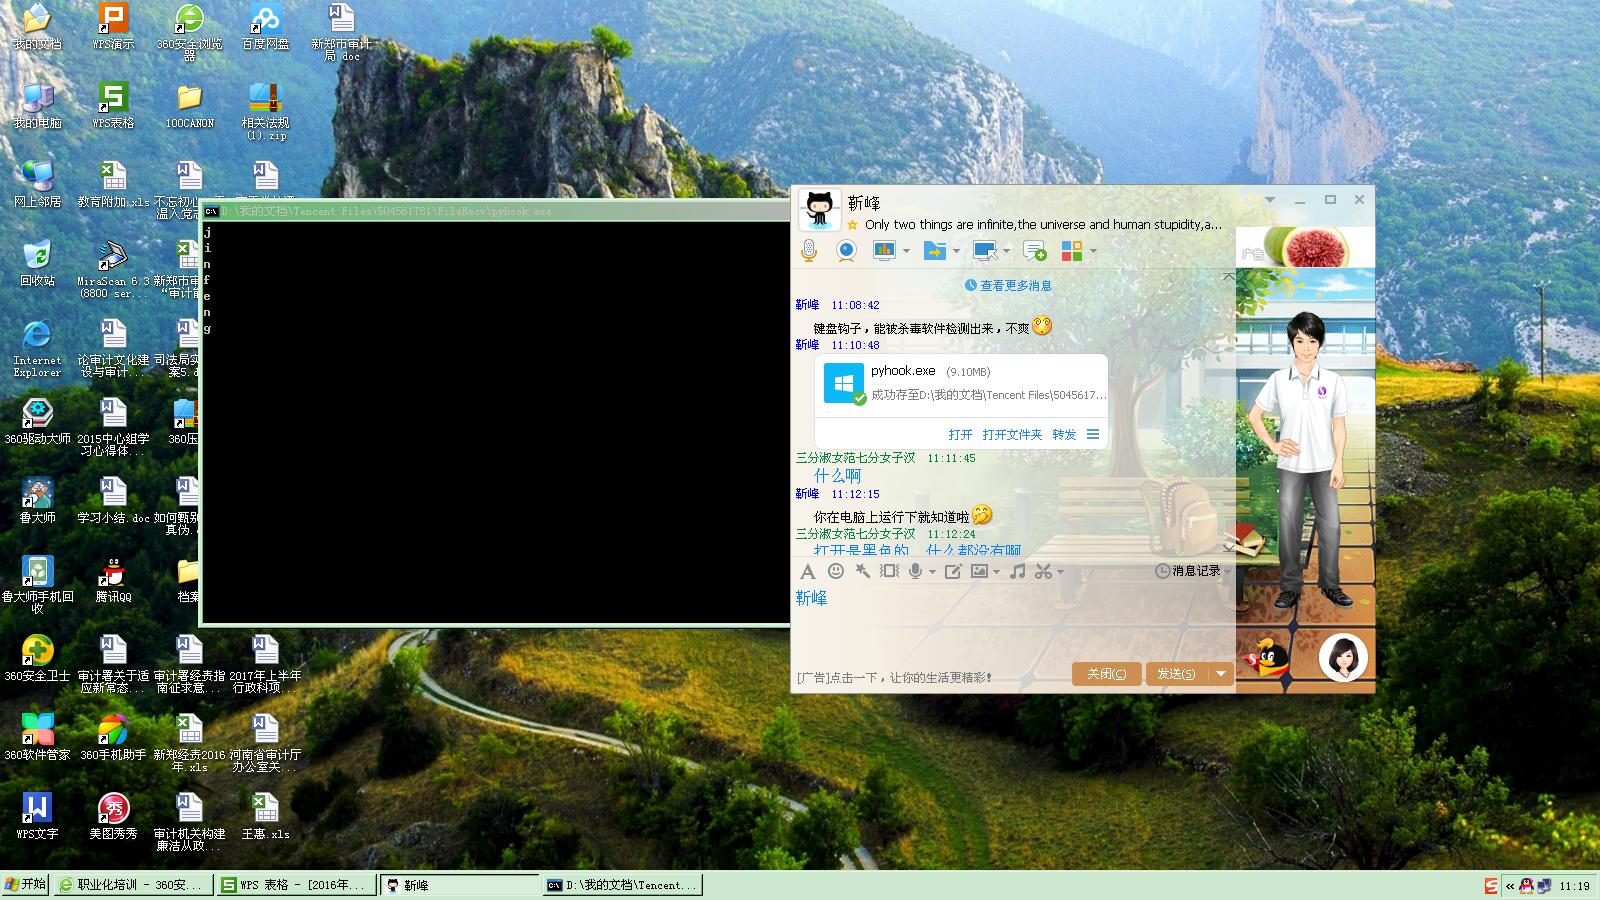 我的文档
WPS演示
360安全浏览
器
百度网盘
新郑市审计
局.doc
我的电脑
WPS表格
100CANON
相关法规
(1).zip
网上邻居
教育附加.xls
不忘初心
温入党志
回收站
MiraScan 6.3
(8800 ser...
新郑市审
“审计
Internet
Explorer
论审计文化建
设与审计...
司法局实
案5.d
360驱动大师
2015中心组学
习心得体...
360压
鲁大师
学习小结.doc
如何甄别
真伪.
鲁大师手机回
收
腾讯QQ
档案
360安全卫士
审计署关于适
应新常态...
审计署经责指
南征求意...
2017年上半年
行政科项...
360软件管家
360手机助手
新郑经责2016
年.xls
河南省审计厅
办公室关...
WPS文字
美图秀秀
审计机关构建
廉洁从政...
王惠.xls
D:\我的文档\Tencent Files\504561761\FileRecv\pyhook.exe
j
i
n
f
e
n
g
靳峰
Only two things are infinite,the universe and human stupidity,a...
广告
查看更多消息
靳峰 11:08:42
键盘钩子，能被杀毒软件检测出来，不爽
靳峰 11:10:48
pyhook.exe (9.10MB)
成功存至D:\我的文档\Tencent Files\5045617...
打开 打开文件夹 转发
三分淑女范七分女子汉 11:11:45
什么啊
靳峰 11:12:15
你在电脑上运行下就知道啦
三分淑女范七分女子汉 11:12:24
打开是黑色的，什么都没有啊
消息记录
靳峰
[广告]点击一下，让你的生活更精彩！
关闭(C)
发送(S)
开始
职业化培训 - 360安...
WPS 表格 - [2016年...
靳峰
D:\我的文档\Tencent...
11:19